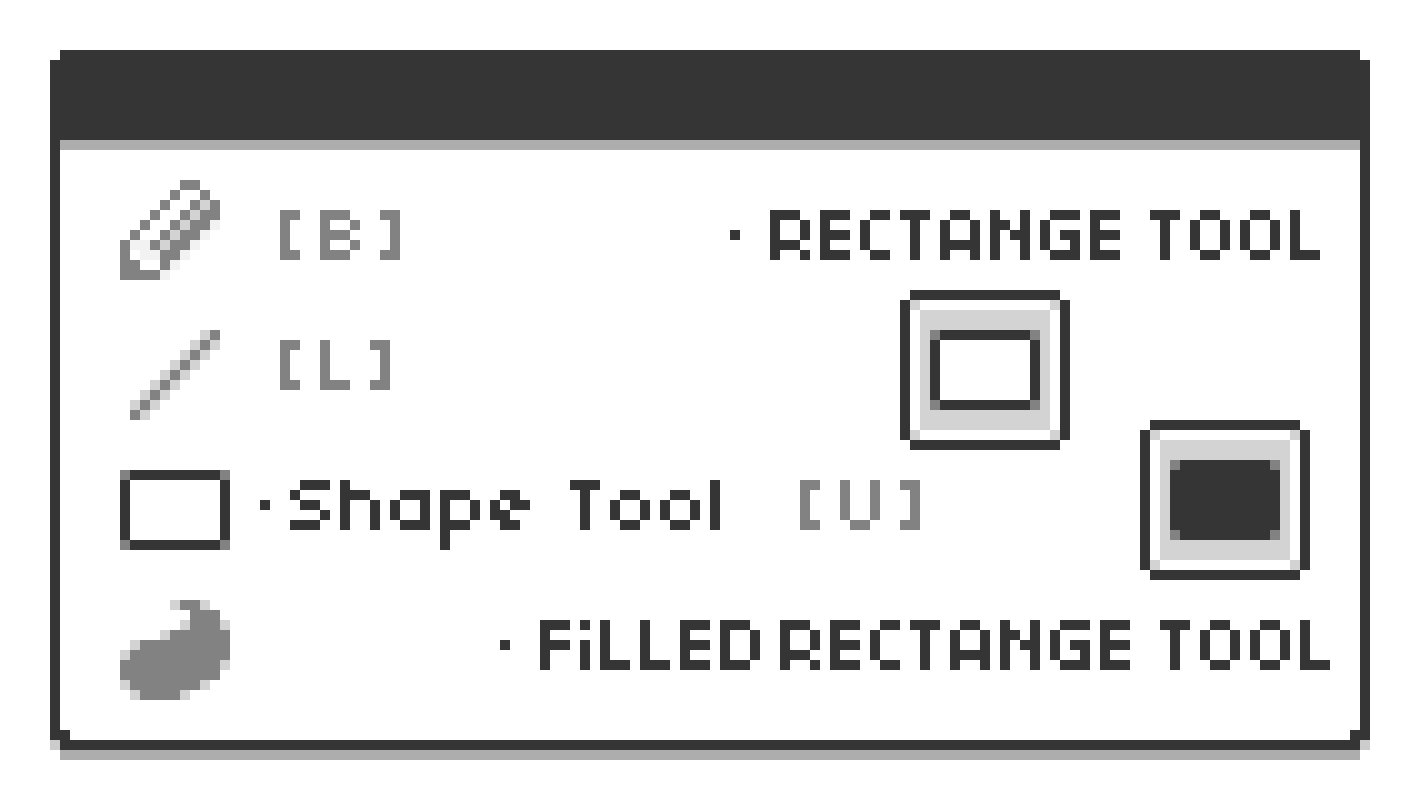 [B] · RECTANGE TOOL
[L]
· Shape Tool [U]
· FiLLED RECTANGE TOOL